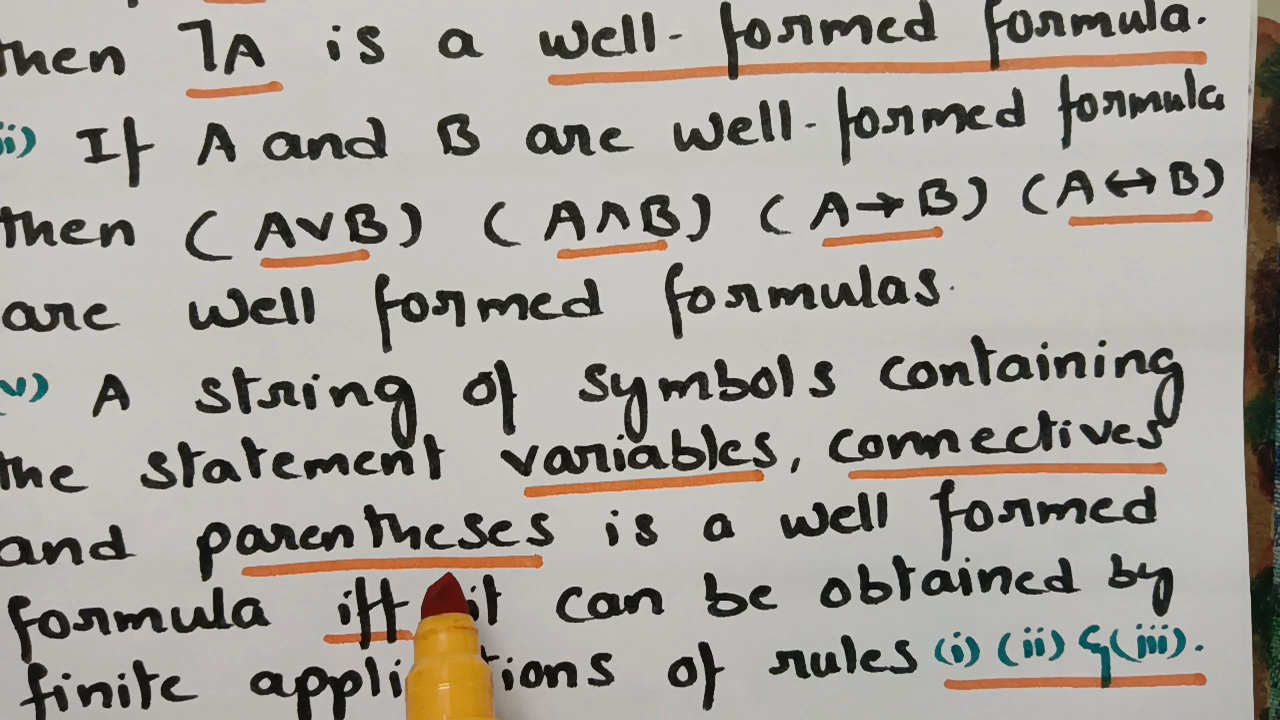 then ⅂A is a well-formed formula.
ii) If A and B are well-formed formula
then (A∨B) (A∧B) (A→B) (A↔B)
are well formed formulas.
v) A string of symbols containing
the statement variables, connectives
and parentheses is a well formed
formula iff it can be obtained by
finite applications of rules (i) (ii) & (iii).